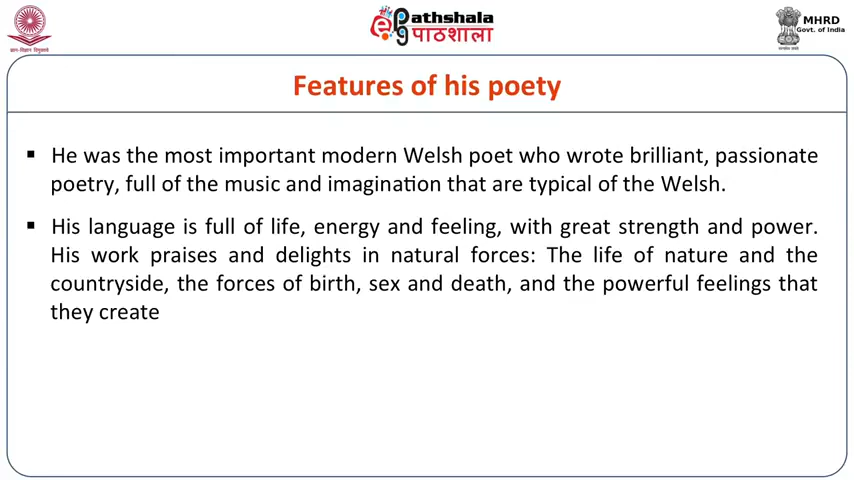 ePathshala
पाठशाला
MHRD
Govt. of India
Features of his poety
▪ He was the most important modern Welsh poet who wrote brilliant, passionate
poetry, full of the music and imagination that are typical of the Welsh.
▪ His language is full of life, energy and feeling, with great strength and power.
His work praises and delights in natural forces: The life of nature and the
countryside, the forces of birth, sex and death, and the powerful feelings that
they create